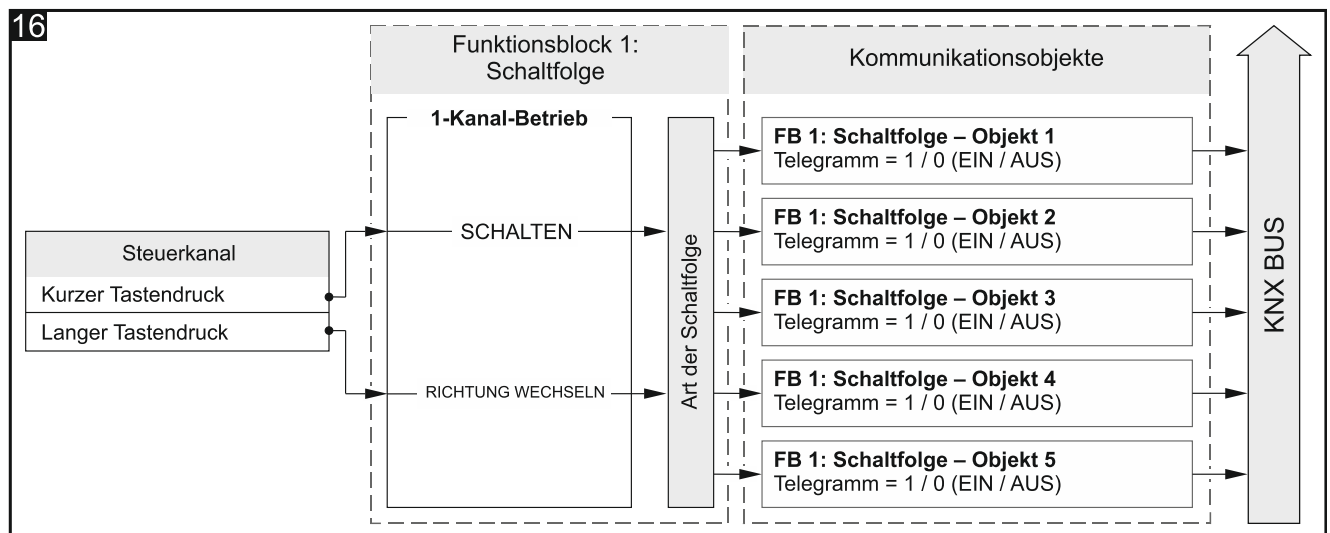 16
Funktionsblock 1:
Schaltfolge
Kommunikationsobjekte
1-Kanal-Betrieb
Steuerkanal
Kurzer Tastendruck
Langer Tastendruck
SCHALTEN
RICHTUNG WECHSELN
Art der Schaltfolge
FB 1: Schaltfolge – Objekt 1
Telegramm = 1 / 0 (EIN / AUS)
FB 1: Schaltfolge – Objekt 2
Telegramm = 1 / 0 (EIN / AUS)
FB 1: Schaltfolge – Objekt 3
Telegramm = 1 / 0 (EIN / AUS)
FB 1: Schaltfolge – Objekt 4
Telegramm = 1 / 0 (EIN / AUS)
FB 1: Schaltfolge – Objekt 5
Telegramm = 1 / 0 (EIN / AUS)
KNX BUS